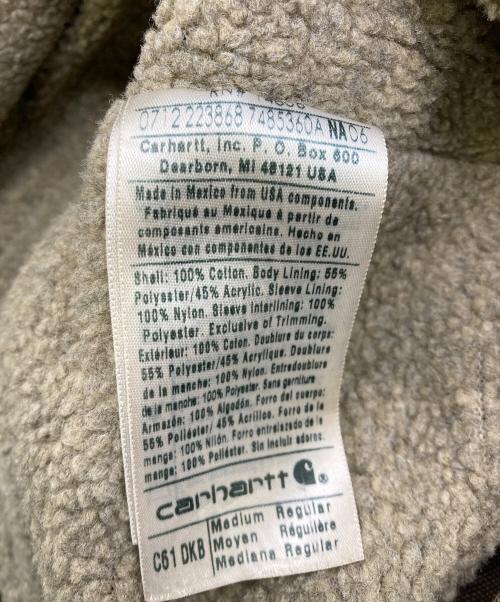 0712 223868 7485360A NA 06
Carhartt, Inc. P. O. Box 600
Dearborn, MI 48121 USA
Made in Mexico from USA components.
Fabriqué au Mexique à partir de
composants américains. Hecho en
México con componentes de los EE.UU.
Shell: 100% Cotton. Body Lining: 55%
Polyester/45% Acrylic. Sleeve Lining:
100% Nylon. Sleeve Interlining: 100%
Polyester. Exclusive of Trimming.
Extérieur: 100% Coton. Doublure du corps:
55% Polyester/45% Acrylique. Doublure
de la manche: 100% Nylon. Entredoublure
de la manche: 100% Polyester. Sans garniture
Armazón: 100% Algodón. Forro del cuerpo:
55% Poliéster/ 45% Acrílico. Forro de la
manga: 100% Nilón. Forro entrelazado de la
manga: 100% Poliéster. Sin incluir adorno.
carhartt ®
C61 DKB
Medium Regular
Moyen Régulière
Mediana Regular